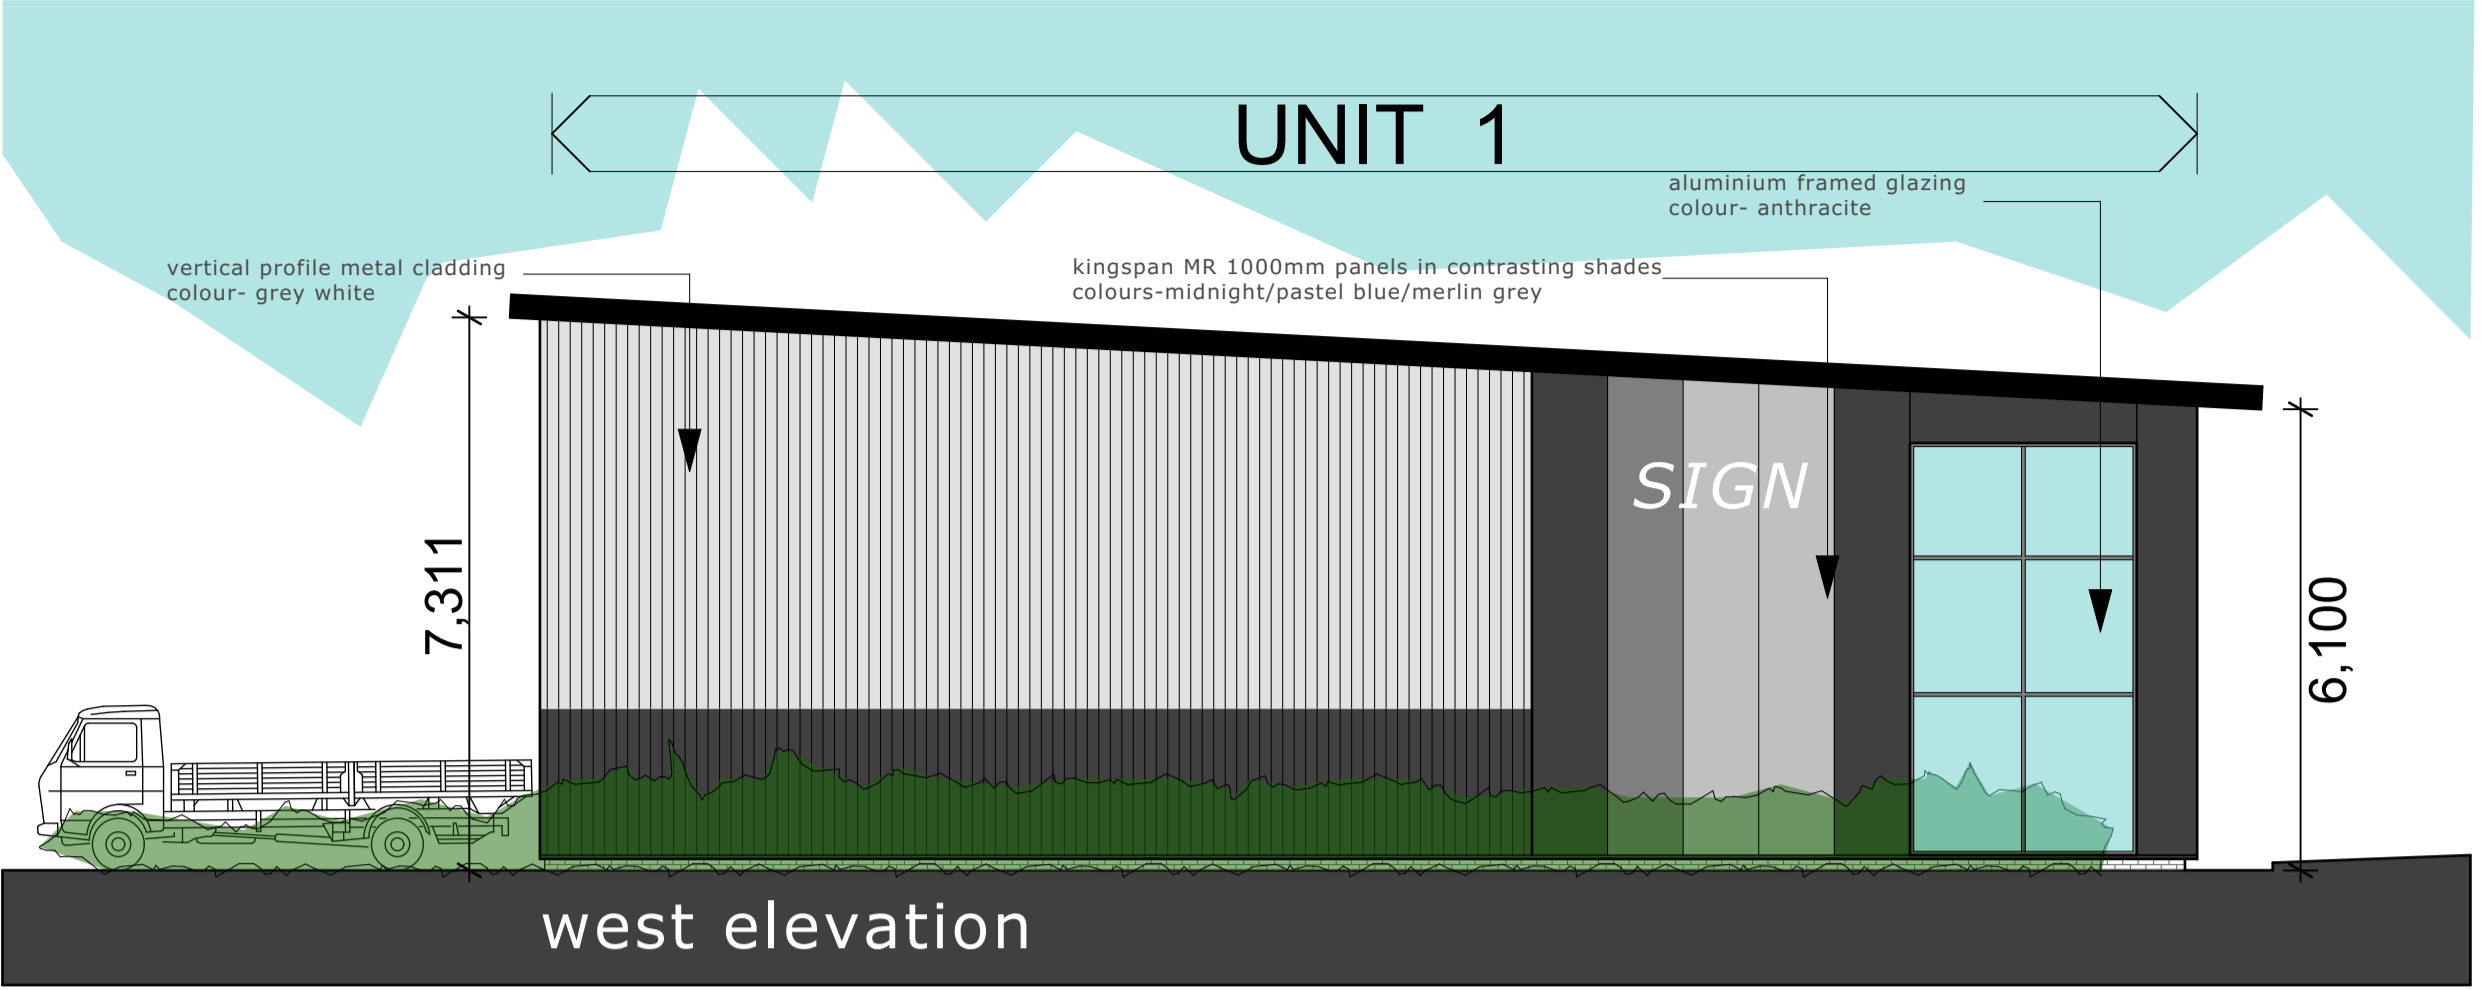 UNIT 1
aluminium framed glazing
colour- anthracite
vertical profile metal cladding
colour- grey white
kingspan MR 1000mm panels in contrasting shades
colours-midnight/pastel blue/merlin grey
SIGN
7,311
6,100
west elevation